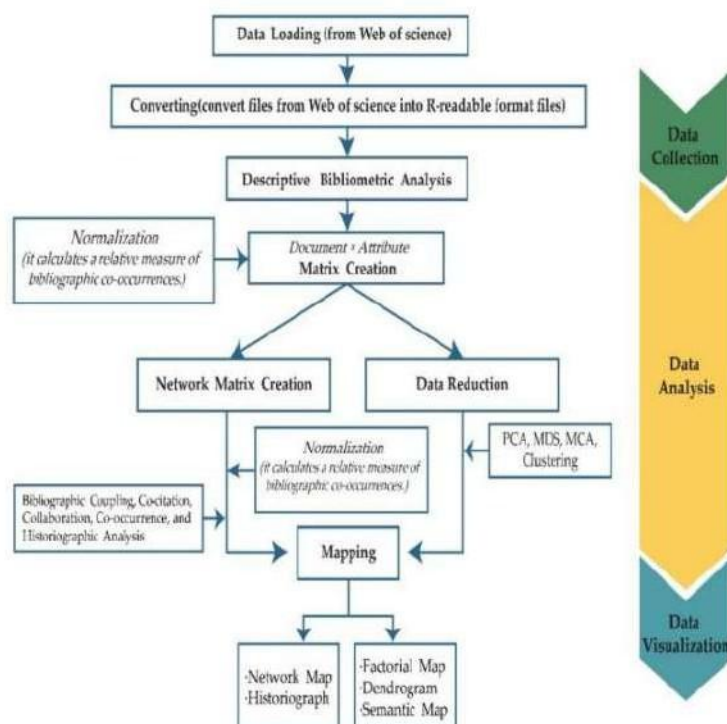 Data Loading (from Web of science)
Converting(convert files from Web of science into R-readable format files)
Data
Collection
Descriptive Bibliometric Analysis
Normalization
(it calculates a relative measure of
bibliographic co-occurrences.)
Document × Attribute
Matrix Creation
Network Matrix Creation
Data Reduction
Data
Analysis
Normalization
(it calculates a relative measure of
bibliographic co-occurrences.)
PCA, MDS, MCA,
Clustering
Bibliographic Coupling, Co-citation,
Collaboration, Co-occurrence, and
Historiographic Analysis
Mapping
Data
Visualization
·Network Map
·Historiograph
·Factorial Map
·Dendrogram
·Semantic Map